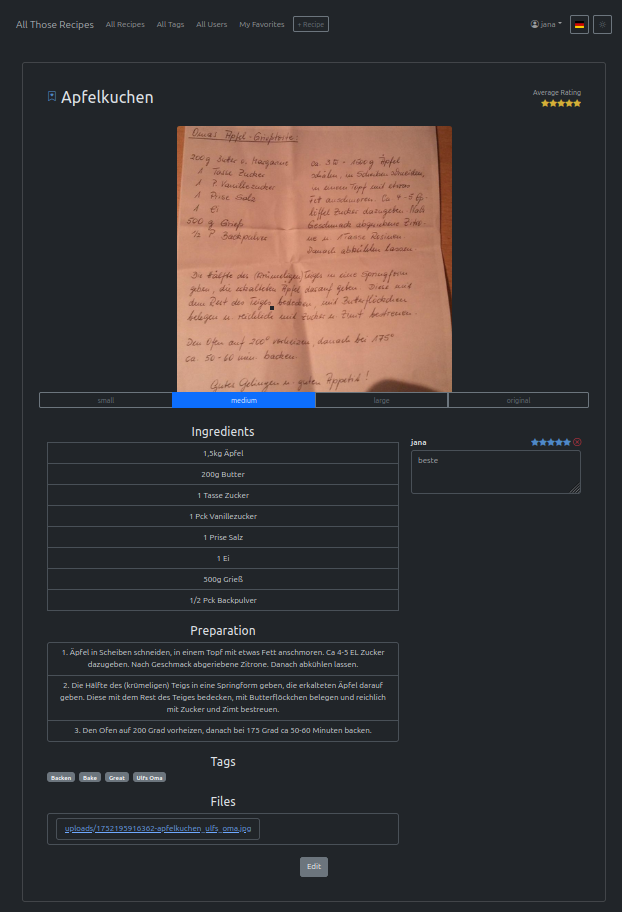 All Those Recipes All Recipes All Tags All Users My Favorites + Recipe jana
Apfelkuchen
Average Rating
Omas Äpfel-Grießtorte:
200g Butter o. Margarine
1 Tasse Zucker
1 P. Vanillezucker
1 Prise Salz
1 Ei
500 g Grieß
1/2 P. Backpulver
ca 3 - 1500 g Äpfel
schälen, in Scheiben schneiden,
in einem Topf mit etwas
Fett anschmoren. Ca 4-5 Eß-
löffel Zucker dazugeben. Nach
Geschmack abgeriebene Zitro-
ne u. 1 Tasse Rosinen.
Danach abkühlen lassen.
Die Hälfte des (krümeligen) Teiges in eine Springform
geben, die erkalteten Äpfel darauf geben. Diese mit
dem Rest des Teiges bedecken, mit Butterflöckchen
belegen u. reichlich mit Zucker u. Zimt bestreuen.
Den Ofen auf 200° vorheizen, danach bei 175°
ca. 50-60 min. backen.
Gutes Gelingen u. guten Appetit!
small medium large original
Ingredients
1,5kg Äpfel
200g Butter
1 Tasse Zucker
1 Pck Vanillezucker
1 Prise Salz
1 Ei
500g Grieß
1/2 Pck Backpulver
jana
beste
Preparation
1. Äpfel in Scheiben schneiden, in einem Topf mit etwas Fett anschmoren. Ca 4-5 EL Zucker
dazugeben. Nach Geschmack abgeriebene Zitrone. Danach abkühlen lassen.
2. Die Hälfte des (krümeligen) Teigs in eine Springform geben, die erkalteten Äpfel darauf
geben. Diese mit dem Rest des Teiges bedecken, mit Butterflöckchen belegen und reichlich
mit Zucker und Zimt bestreuen.
3. Den Ofen auf 200 Grad vorheizen, danach bei 175 Grad ca 50-60 Minuten backen.
Tags
Backen Bake Great Ulfs Oma
Files
uploads/1752195916362-apfelkuchen_ulfs_oma.jpg
Edit